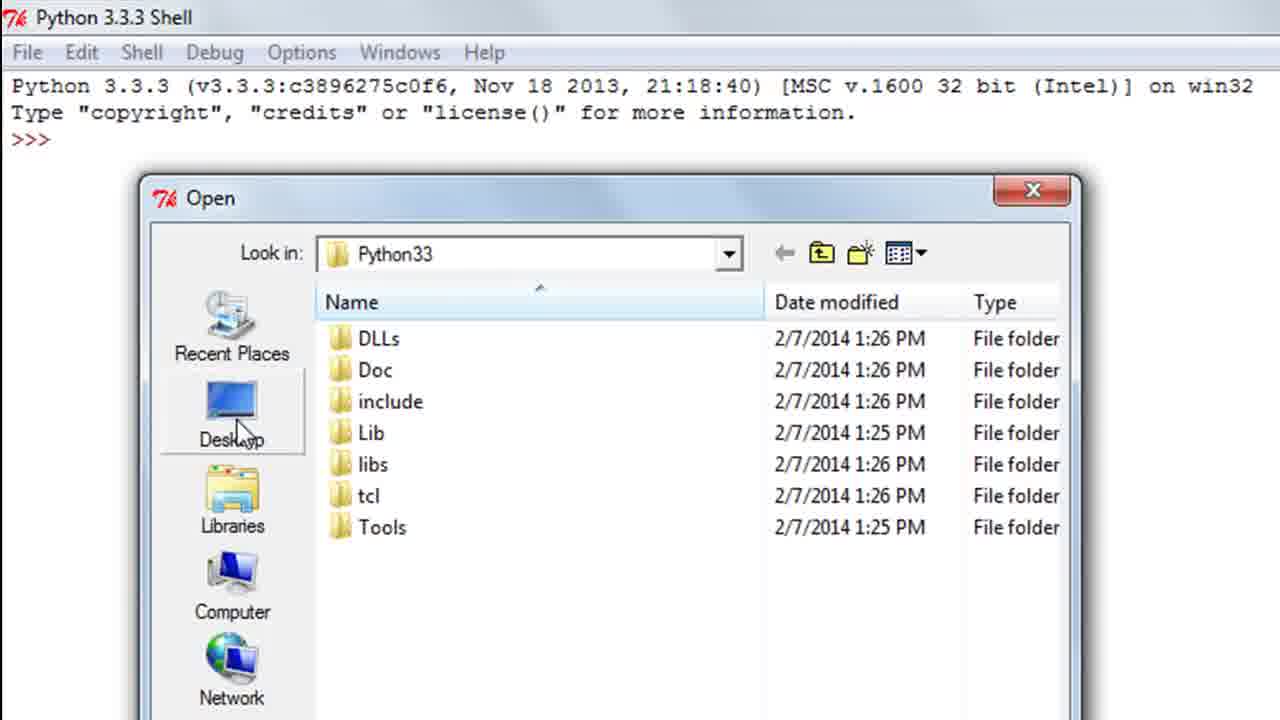 Python 3.3.3 Shell
File Edit Shell Debug Options Windows Help
Python 3.3.3 (v3.3.3:c3896275c0f6, Nov 18 2013, 21:18:40) [MSC v.1600 32 bit (Intel)] on win32
Type "copyright", "credits" or "license()" for more information.
>>>
Open
Look in: Python33
Name Date modified Type
Recent Places
Desktop
Libraries
Computer
Network
DLLs 2/7/2014 1:26 PM File folder
Doc 2/7/2014 1:26 PM File folder
include 2/7/2014 1:26 PM File folder
Lib 2/7/2014 1:25 PM File folder
libs 2/7/2014 1:26 PM File folder
tcl 2/7/2014 1:26 PM File folder
Tools 2/7/2014 1:25 PM File folder